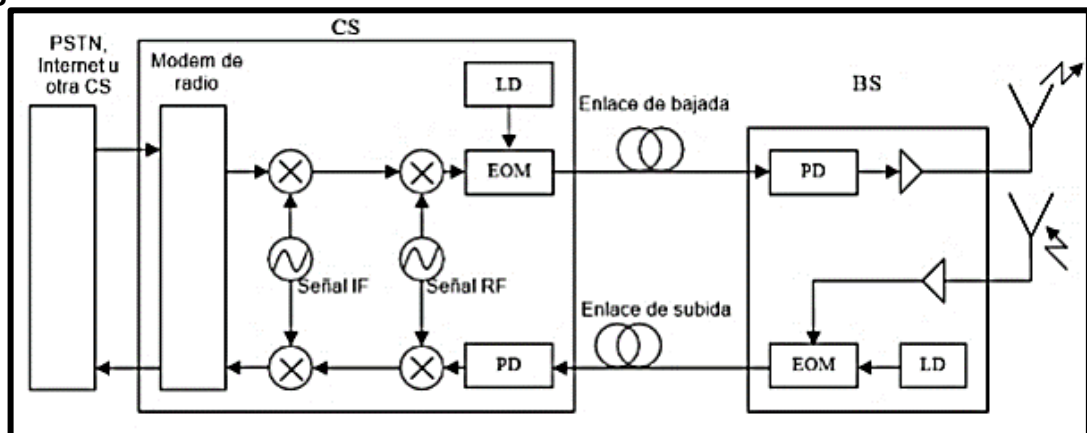 CS
PSTN,
Internet u
otra CS
Modem de
radio
LD
EOM
Enlace de bajada
BS
PD
Señal IF
Señal RF
Enlace de subida
PD
EOM
LD